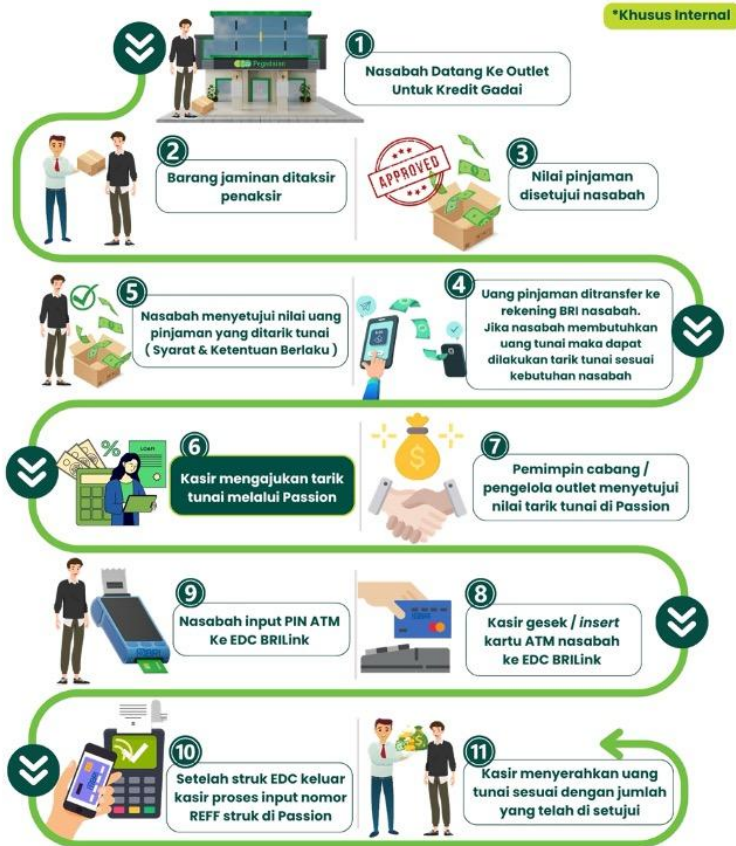 *Khusus Internal
Pegadaian
1
Nasabah Datang Ke Outlet
Untuk Kredit Gadai
2
Barang jaminan ditaksir
penaksir
APPROVED
3
Nilai pinjaman
disetujui nasabah
4
Uang pinjaman ditransfer ke
rekening BRI nasabah.
Jika nasabah membutuhkan
uang tunai maka dapat
dilakukan tarik tunai sesuai
kebutuhan nasabah
5
Nasabah menyetujui nilai uang
pinjaman yang ditarik tunai
( Syarat & Ketentuan Berlaku )
%
LOAN
6
Kasir mengajukan tarik
tunai melalui Passion
$
7
Pemimpin cabang /
pengelola outlet menyetujui
nilai tarik tunai di Passion
8
Kasir gesek / insert
kartu ATM nasabah
ke EDC BRILink
9
Nasabah input PIN ATM
Ke EDC BRILink
10
Setelah struk EDC keluar
kasir proses input nomor
REFF struk di Passion
11
Kasir menyerahkan uang
tunai sesuai dengan jumlah
yang telah di setujui